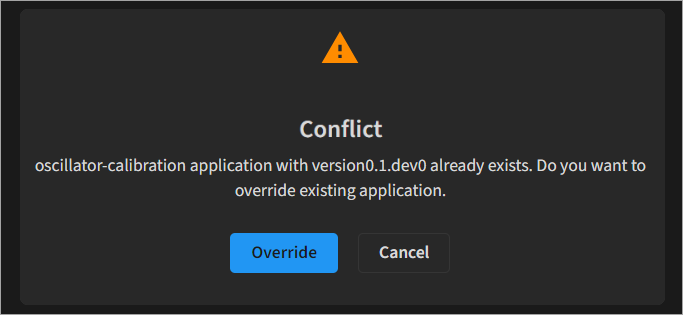 Conflict
oscillator-calibration application with version0.1.dev0 already exists. Do you want to
override existing application.
Override
Cancel